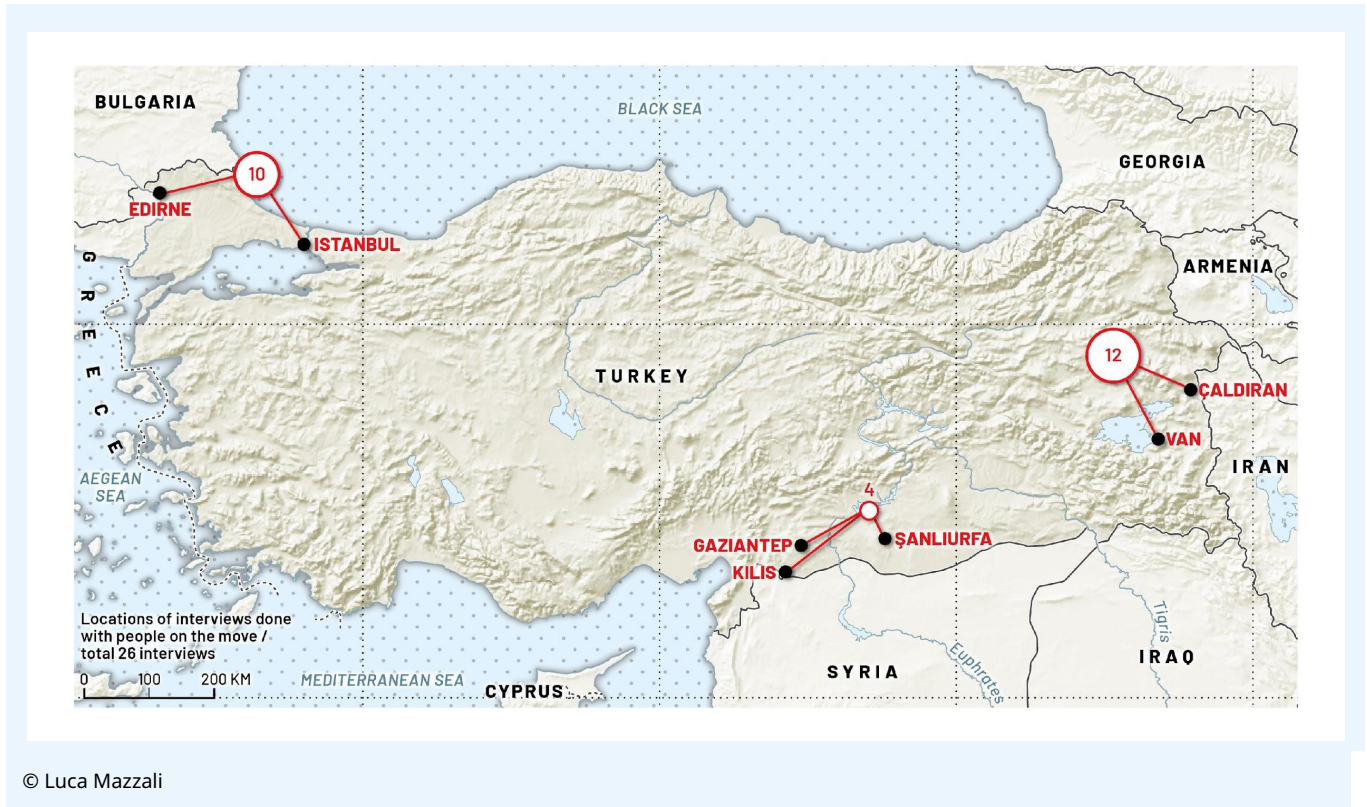 BULGARIA
BLACK SEA
GEORGIA
10
EDIRNE
ISTANBUL
GREECE
ARMENIA
12
TURKEY
ÇALDIRAN
VAN
IRAN
AEGEAN
SEA
4
GAZIANTEP
ŞANLIURFA
KILIS
Locations of interviews done
with people on the move /
total 26 interviews
0 100 200 KM
MEDITERRANEAN SEA
CYPRUS
SYRIA
Euphrates
Tigris
IRAQ
© Luca Mazzali